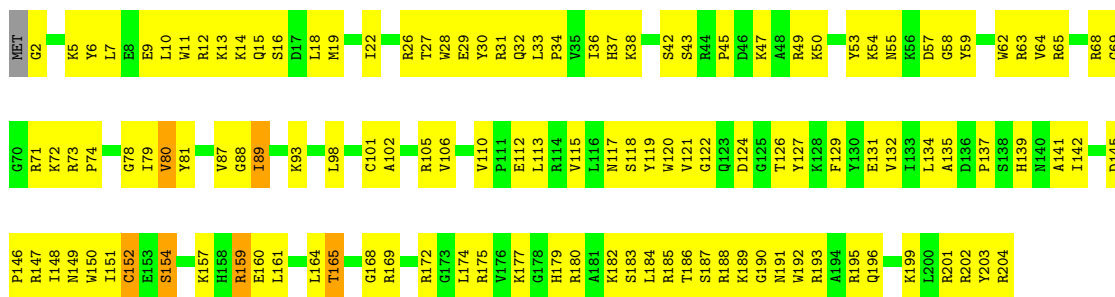 MET G2 K5 Y6 L7 E8 E9 L10 W11 R12 K13 K14 Q15 S16 D17 L18 M19 I22 R26 T27 W28 E29 Y30 R31 Q32 L33 P34 V35 I36 H37 K38 S42 S43 R44 P45 D46 K47 A48 R49 K50 Y53 K54 N55 K56 D57 G58 Y59 W62 R63 V64 R65 R68 G69
G70 R71 K72 R73 P74 G78 I79 V80 Y81 V87 G88 I89 K93 L98 C101 A102 R105 V106 V110 P111 E112 L113 R114 V115 L116 N117 S118 Y119 W120 V121 G122 Q123 D124 G125 T126 Y127 K128 F129 Y130 E131 V132 I133 L134 A135 D136 P137 S138 H139 N140 A141 I142 D145
P146 R147 I148 N149 W150 I151 C152 E153 S154 K157 H158 R159 E160 L161 L164 T165 G168 R169 R172 G173 L174 R175 V176 K177 G178 H179 R180 A181 K182 S183 L184 R185 T186 S187 R188 K189 G190 N191 W192 R193 A194 R195 Q196 K199 L200 R201 R202 Y203 R204